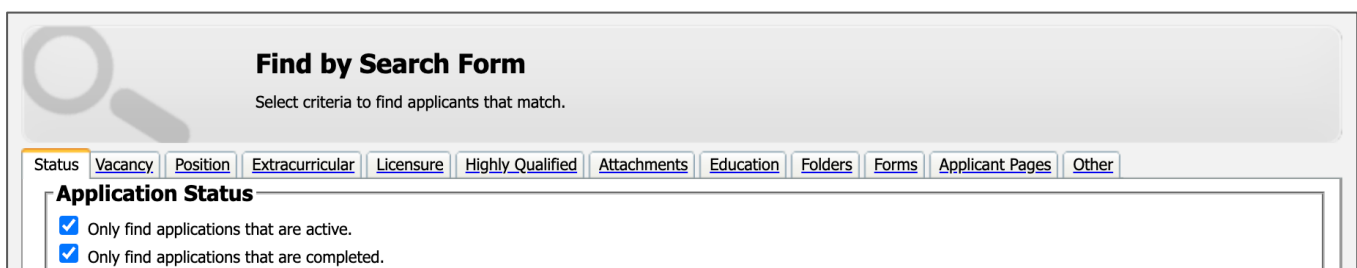 Find by Search Form
Select criteria to find applicants that match.
Status Vacancy Position Extracurricular Licensure Highly Qualified Attachments Education Folders Forms Applicant Pages Other
Application Status
Only find applications that are active.
Only find applications that are completed.